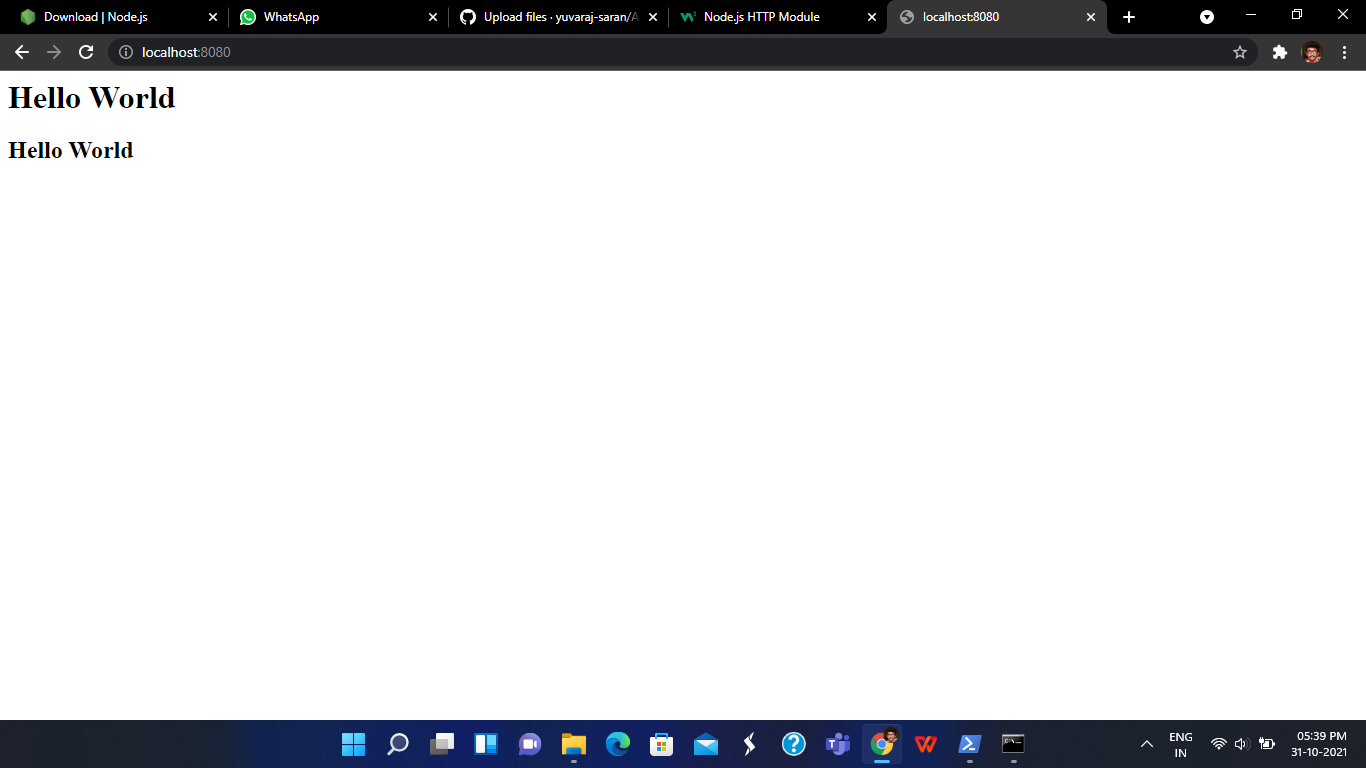 Download | Node.js
WhatsApp
Upload files · yuvaraj-saran/A
Node.js HTTP Module
localhost:8080
localhost:8080
Hello World
Hello World
ENG
IN
05:39 PM
31-10-2021